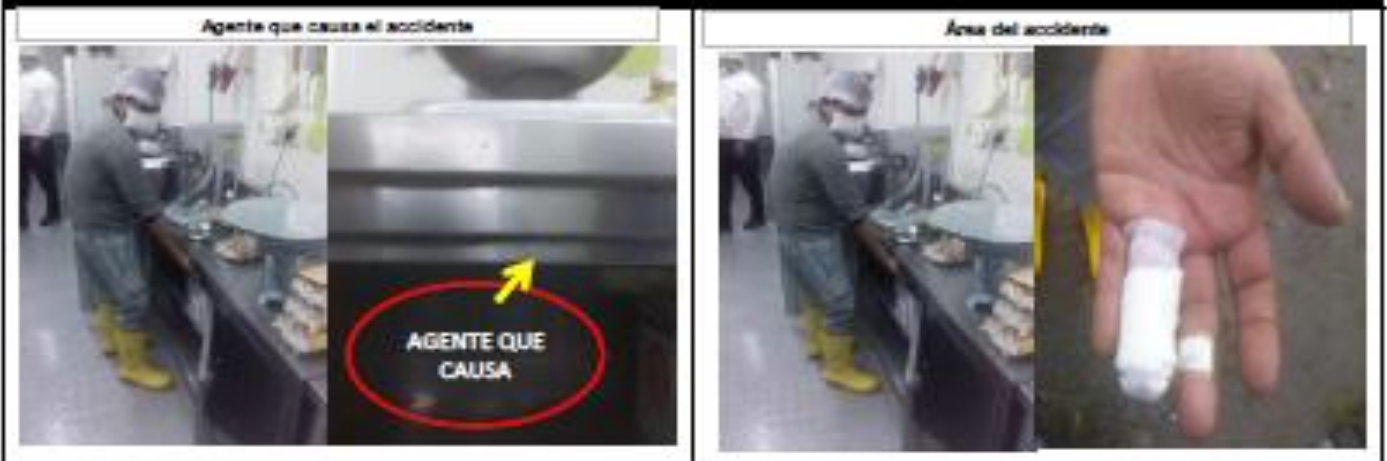 Agente que causa el accidente
Área del accidente
AGENTE QUE
CAUSA